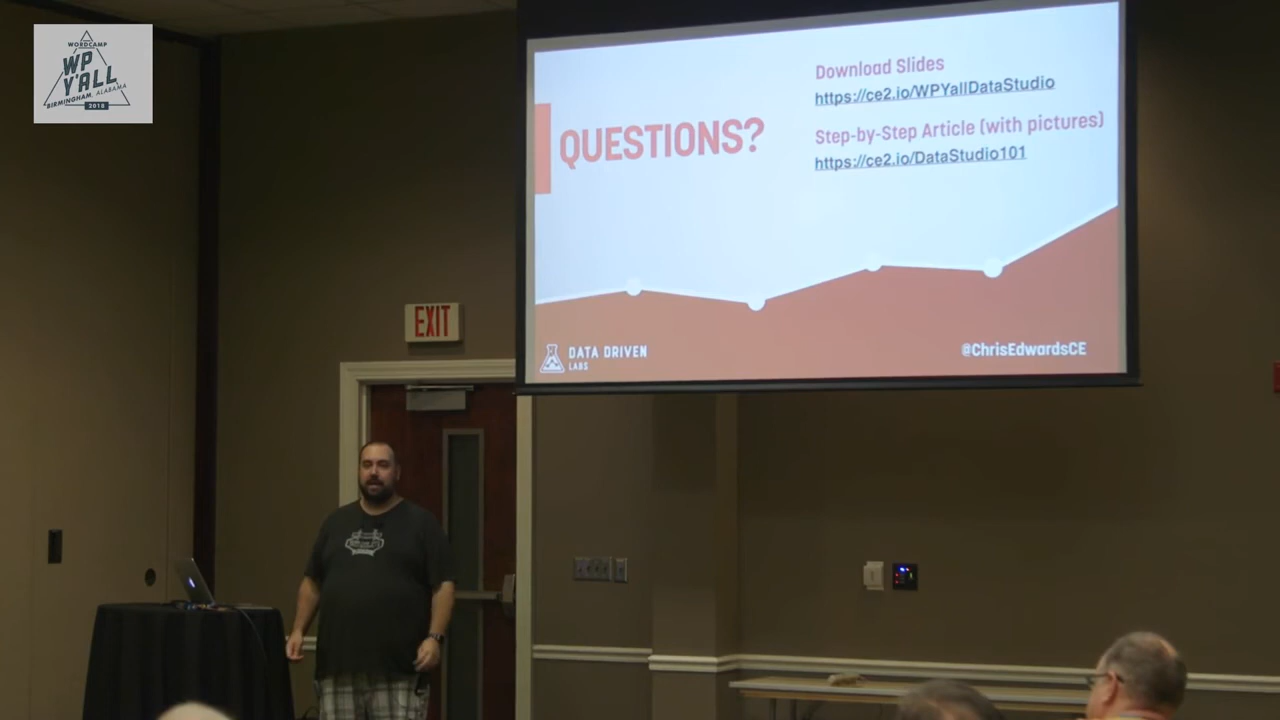 WORDCAMP
WP
Y'ALL
BIRMINGHAM, ALABAMA
2018
QUESTIONS?
Download Slides
https://ce2.io/WPYallDataStudio
Step-by-Step Article (with pictures)
https://ce2.io/DataStudio101
DATA DRIVEN
LABS
@ChrisEdwardsCE
EXIT